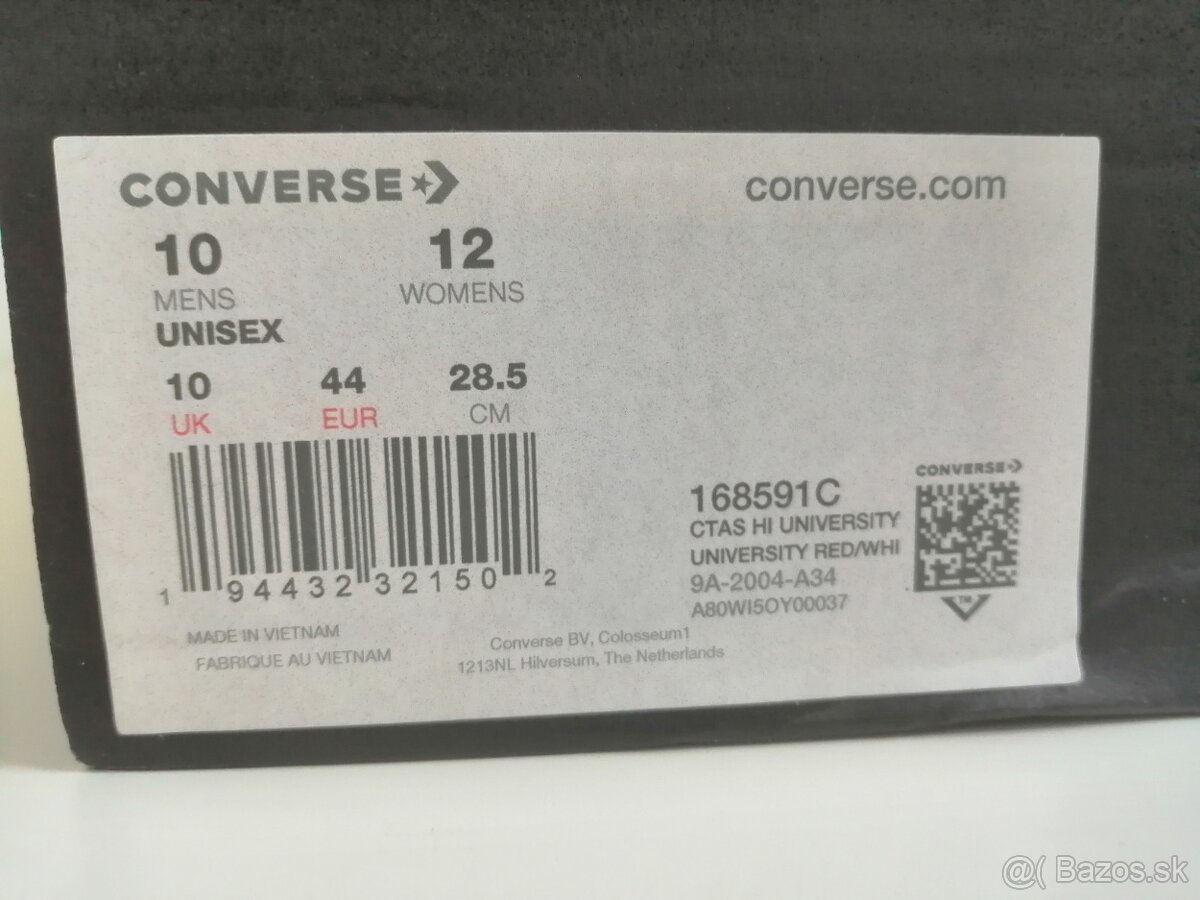 CONVERSE
converse.com
10 12
MENS WOMENS
UNISEX
10 44 28.5
UK EUR CM
1 94432 32150 2
CONVERSE
168591C
CTAS HI UNIVERSITY
UNIVERSITY RED/WHI
9A-2004-A34
A80WI5OY00037
TM
MADE IN VIETNAM
FABRIQUE AU VIETNAM
Converse BV, Colosseum1
1213NL Hilversum, The Netherlands
@( Bazos.sk